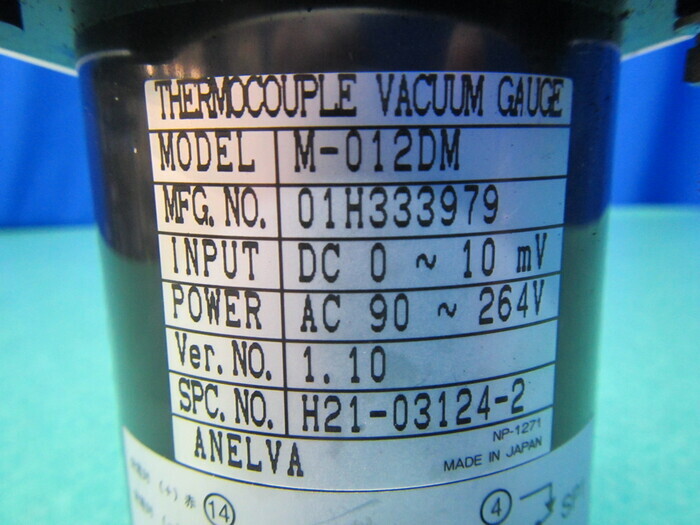 THERMOCOUPLE VACUUM GAUGE
MODEL M-012DM
MFG. NO. 01H333979
INPUT DC 0 ~ 10 mV
POWER AC 90 ~ 264V
Ver. NO. 1.10
SPC. NO. H21-03124-2
NP-1271
ANELVA MADE IN JAPAN
(+) 赤 14 4